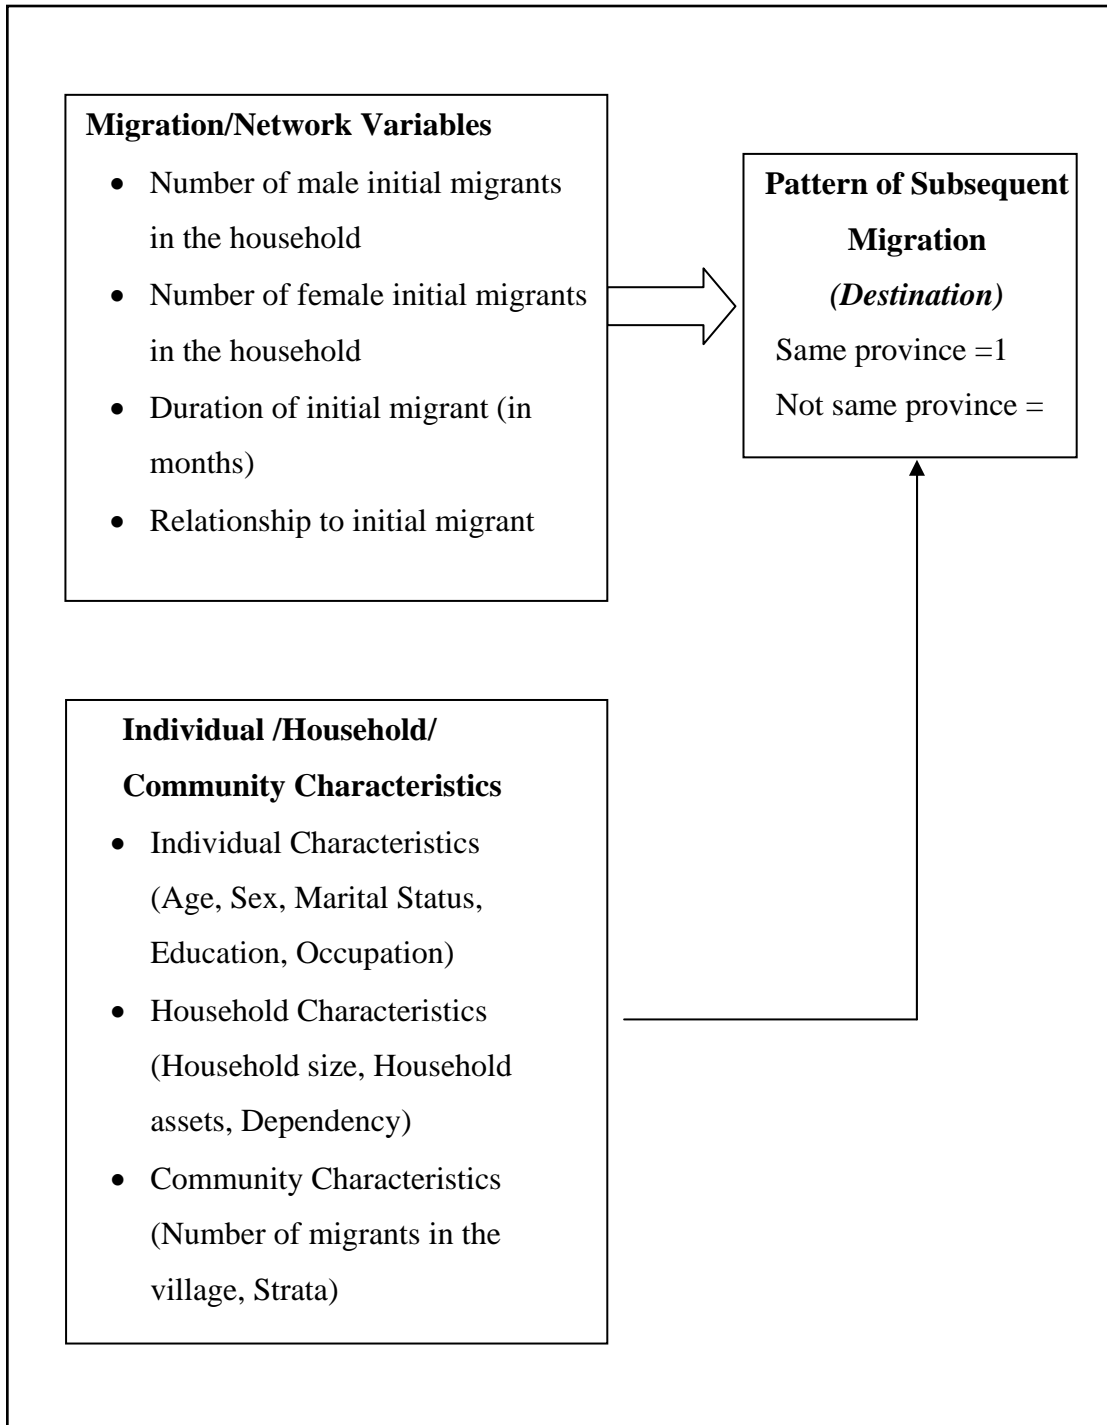 Migration/Network Variables
• Number of male initial migrants
in the household
• Number of female initial migrants
in the household
• Duration of initial migrant (in
months)
• Relationship to initial migrant
Pattern of Subsequent
Migration
(Destination)
Same province =1
Not same province =
Individual /Household/
Community Characteristics
• Individual Characteristics
(Age, Sex, Marital Status,
Education, Occupation)
• Household Characteristics
(Household size, Household
assets, Dependency)
• Community Characteristics
(Number of migrants in the
village, Strata)